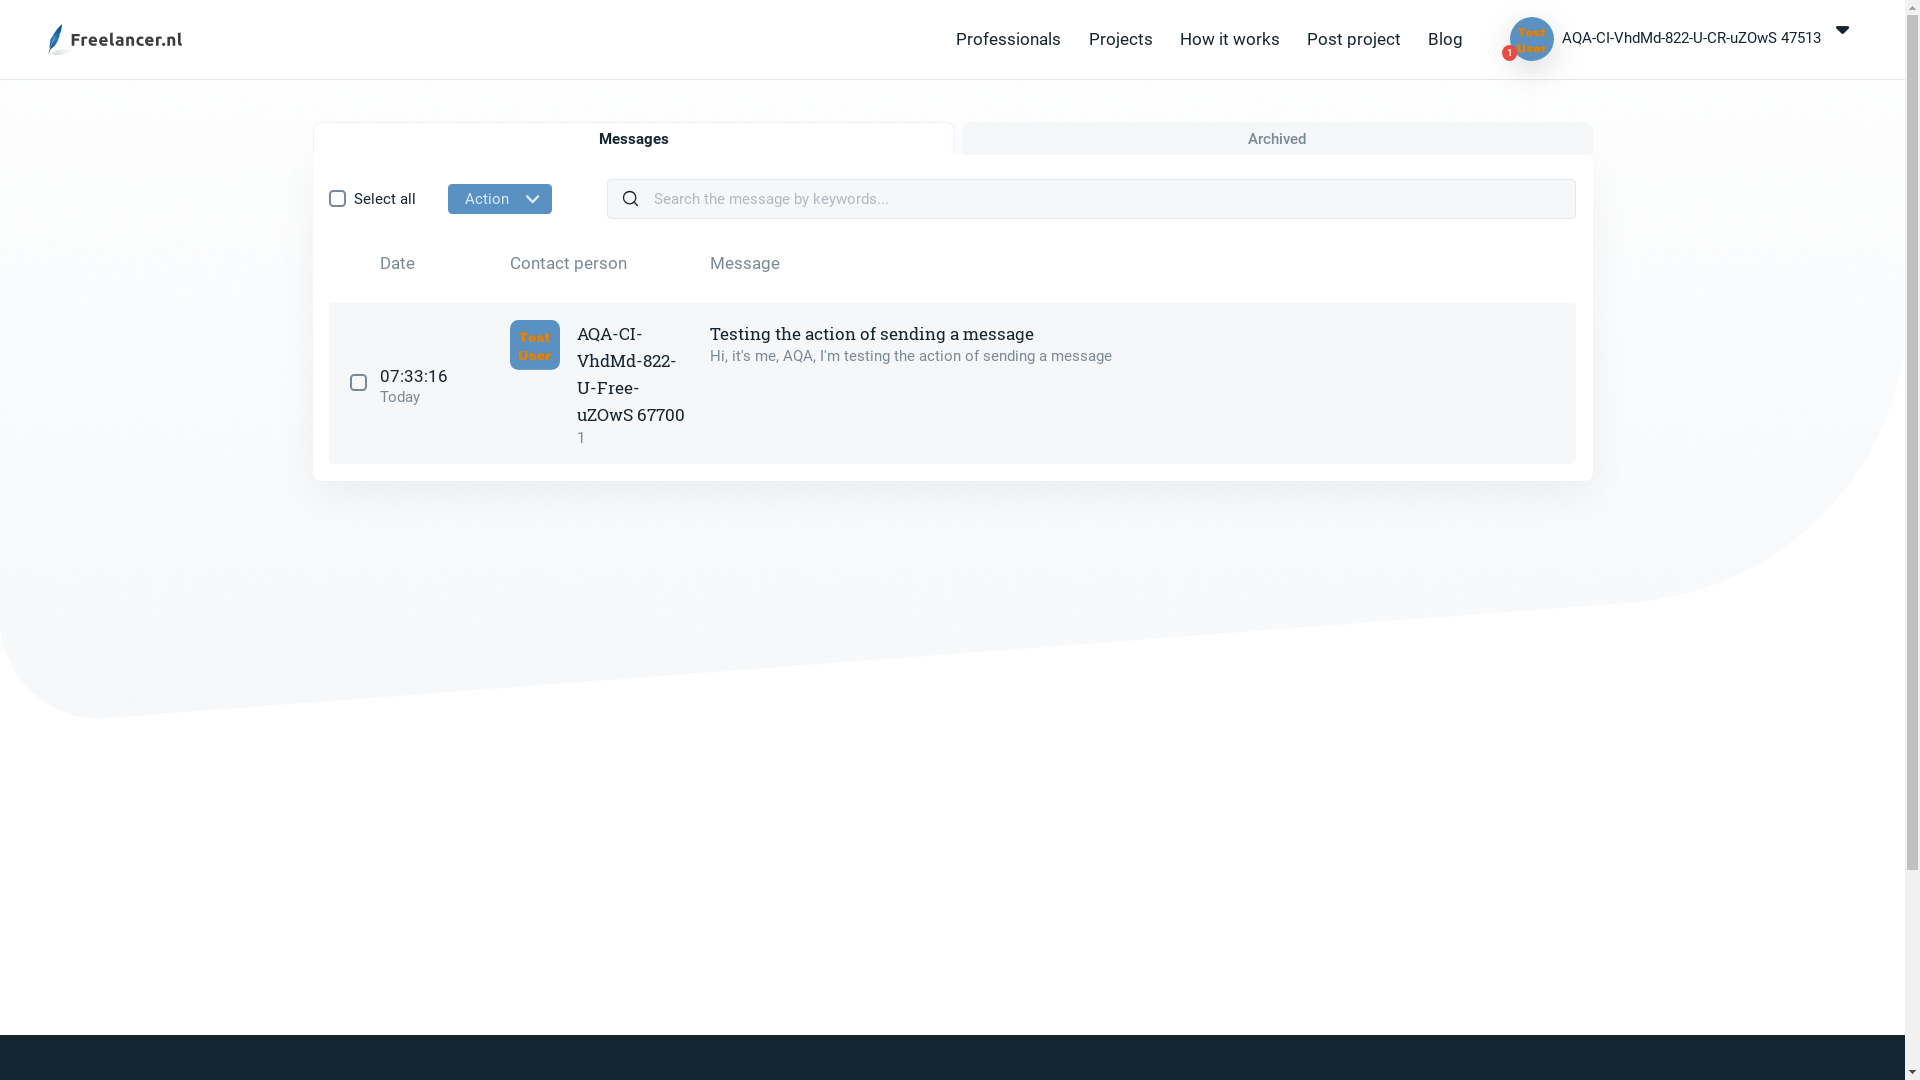 Freelancer.nl
Professionals
Projects
How it works
Post project
Blog
Test
User
1
AQA-CI-VhdMd-822-U-CR-uZOwS 47513
Messages
Archived
Select all
Action
Search the message by keywords...
Date
Contact person
Message
07:33:16
Today
Test
User
AQA-CI-
VhdMd-822-
U-Free-
uZOwS 67700
1
Testing the action of sending a message
Hi, it's me, AQA, I'm testing the action of sending a message